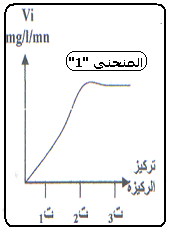 Vi
mg/l/mn
المنحنى "1"
تركيز
الركيزة
ت1 ت2 ت3